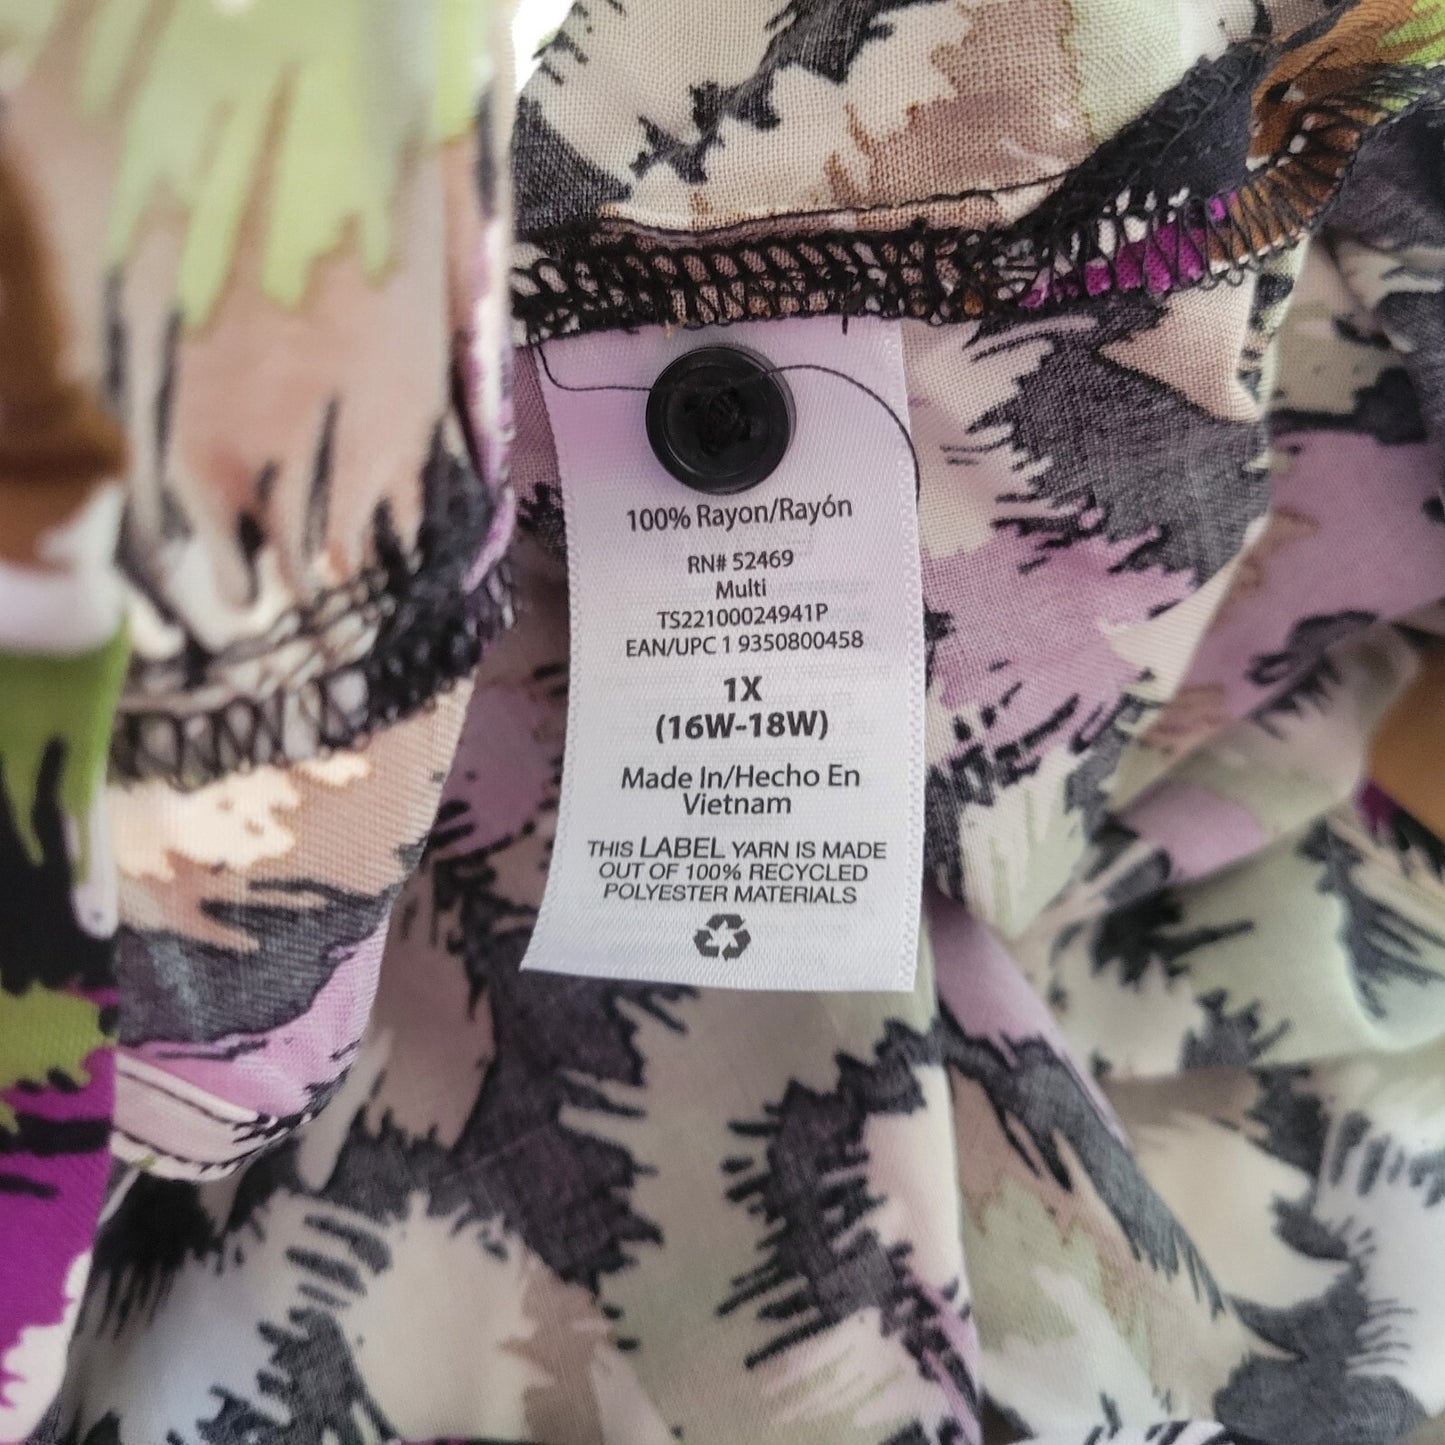 100% Rayon/Rayón
RN# 52469
Multi
TS22100024941P
EAN/UPC 1 9350800458
1X
(16W-18W)
Made In/Hecho En
Vietnam
THIS LABEL YARN IS MADE
OUT OF 100% RECYCLED
POLYESTER MATERIALS